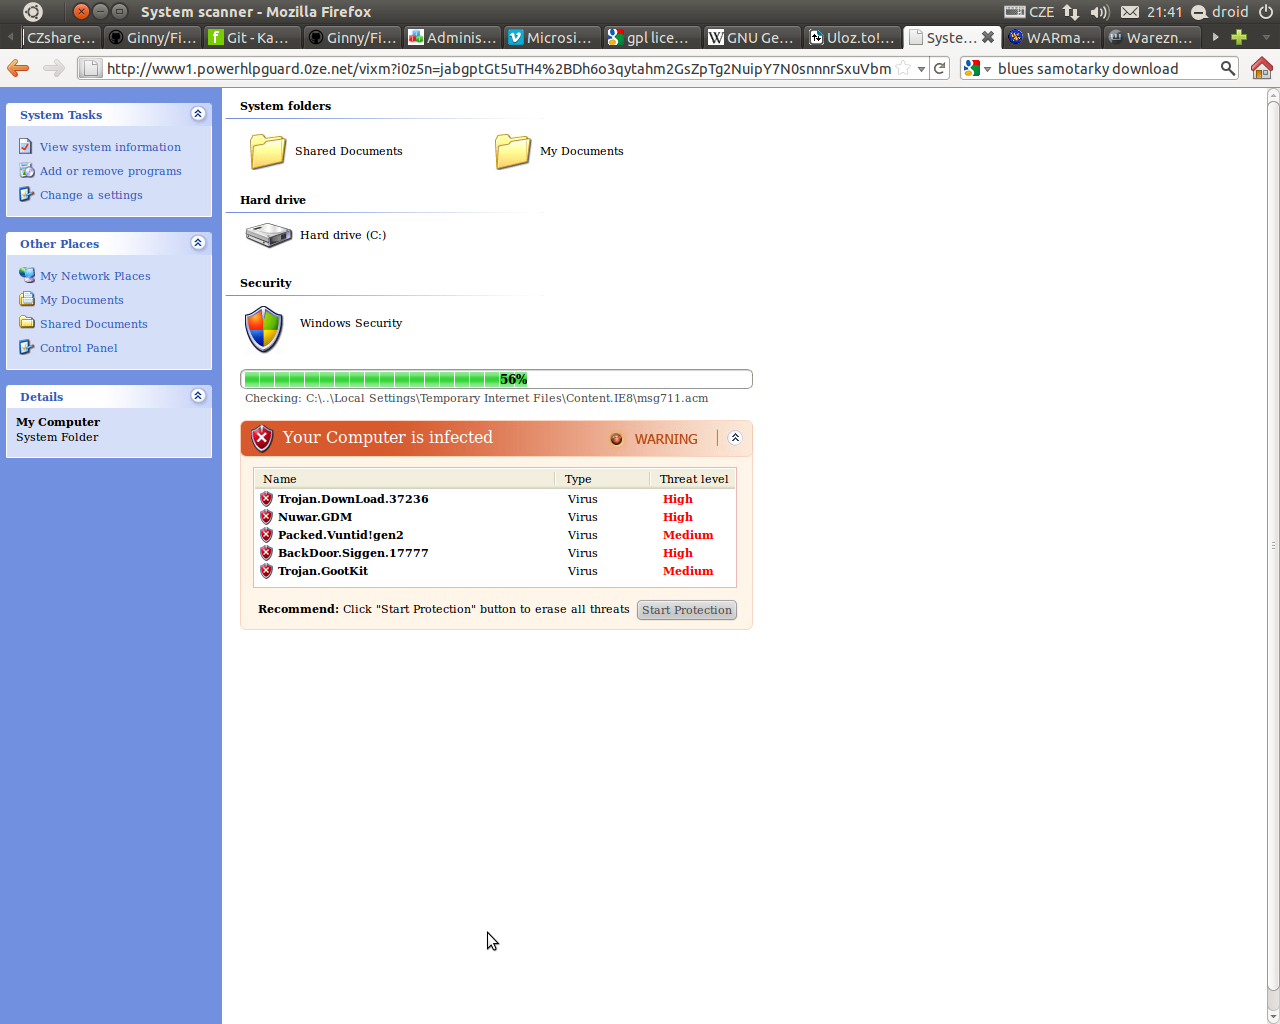 System scanner - Mozilla Firefox
CZE
21:41
droid
CZshare...
Ginny/Fi...
Git - Ka...
Ginny/Fi...
Adminis...
Microsi...
gpl lice...
GNU Ge...
Uloz.to!...
Syste...
WARma...
Warezn...
http://www1.powerhlpguard.0ze.net/vixm?i0z5n=jabgptGt5uTH4%2BDh6o3qytahm2GsZpTg2NuipY7N0snnnrSxuVbm
blues samotarky download
System Tasks
View system information
Add or remove programs
Change a settings
Other Places
My Network Places
My Documents
Shared Documents
Control Panel
Details
My Computer
System Folder
System folders
Shared Documents
My Documents
Hard drive
Hard drive (C:)
Security
Windows Security
56%
Checking: C:\..\Local Settings\Temporary Internet Files\Content.IE8\msg711.acm
Your Computer is infected
WARNING
Name Type Threat level
Trojan.DownLoad.37236 Virus High
Nuwar.GDM Virus High
Packed.Vuntid!gen2 Virus Medium
BackDoor.Siggen.17777 Virus High
Trojan.GootKit Virus Medium
Recommend: Click "Start Protection" button to erase all threats
Start Protection